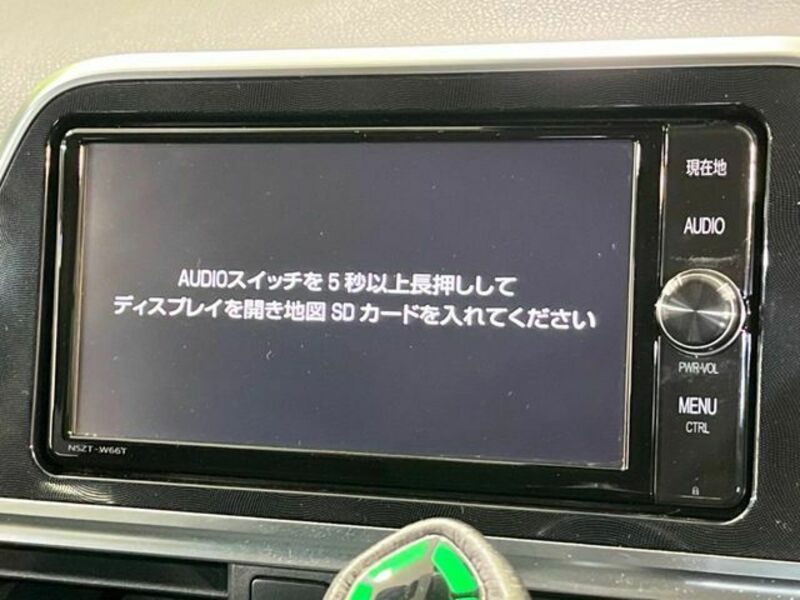 現在地
AUDIO
AUDIOスイッチを5秒以上長押しして
ディスプレイを開き地図SDカードを入れてください
PWR·VOL
MENU
CTRL
NSZT-W66T